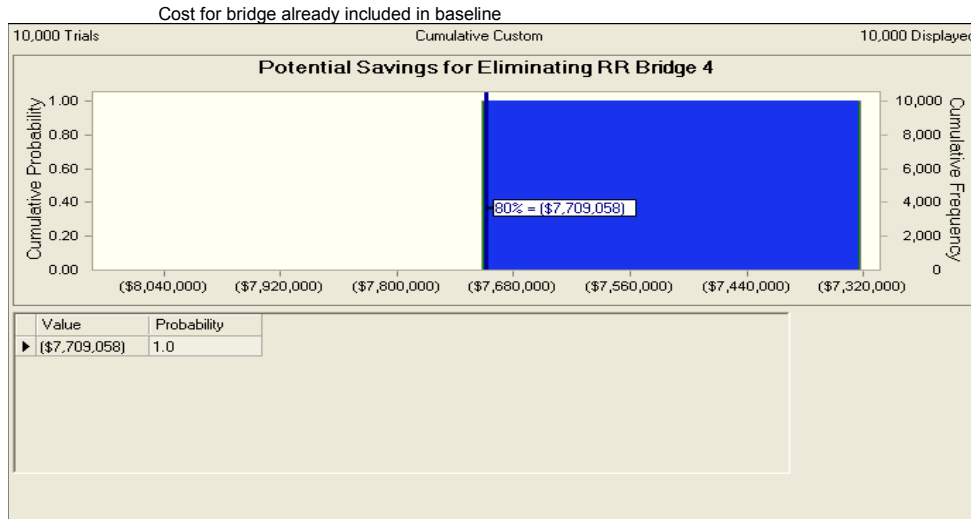 Cost for bridge already included in baseline
10,000 Trials Cumulative Custom 10,000 Displayed
Potential Savings for Eliminating RR Bridge 4
Cumulative Probability
1.00
0.80
0.60
0.40
0.20
0.00
80% = ($7,709,058)
10,000
8,000
6,000
4,000
2,000
0
Cumulative Frequency
($8,040,000) ($7,920,000) ($7,800,000) ($7,680,000) ($7,560,000) ($7,440,000) ($7,320,000)
Value Probability
($7,709,058) 1.0